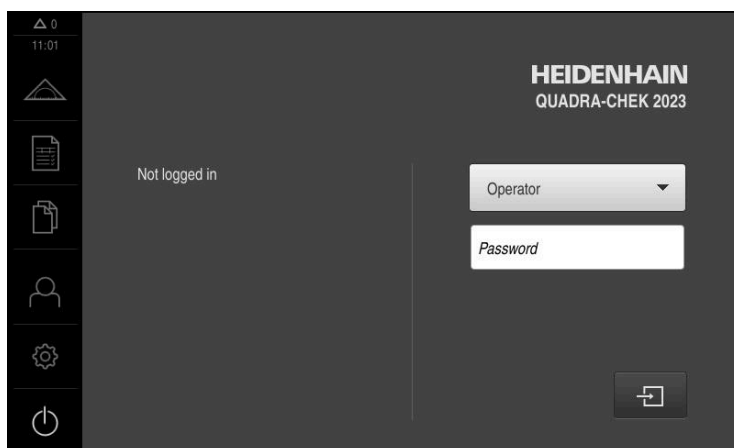 0
11:01
HEIDENHAIN
QUADRA-CHEK 2023
Not logged in
Operator
Password